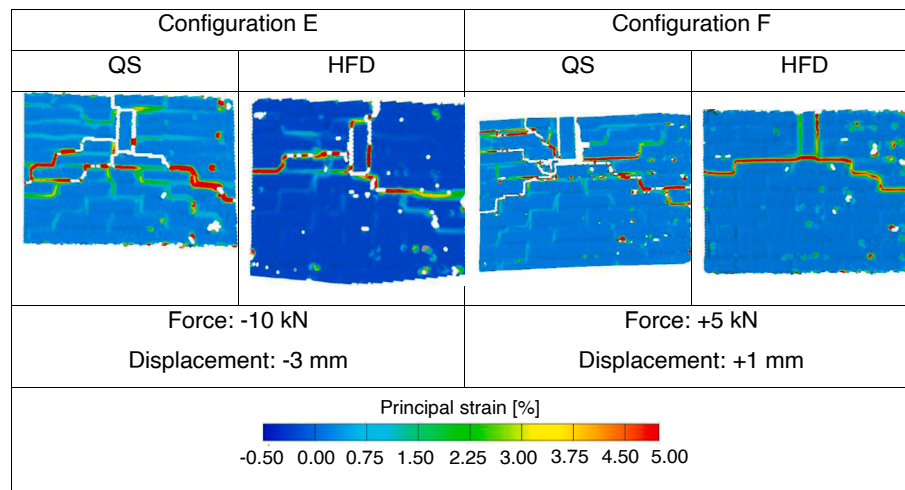 Configuration E Configuration F
QS HFD QS HFD
Force: -10 kN
Displacement: -3 mm
Force: +5 kN
Displacement: +1 mm
Principal strain [%]
-0.50 0.00 0.75 1.50 2.25 3.00 3.75 4.50 5.00